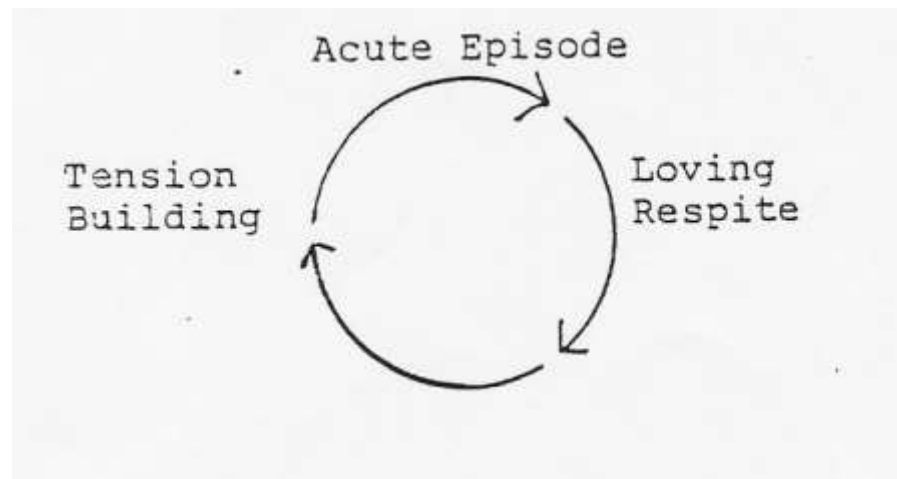 Acute Episode
Tension
Building
Loving
Respite